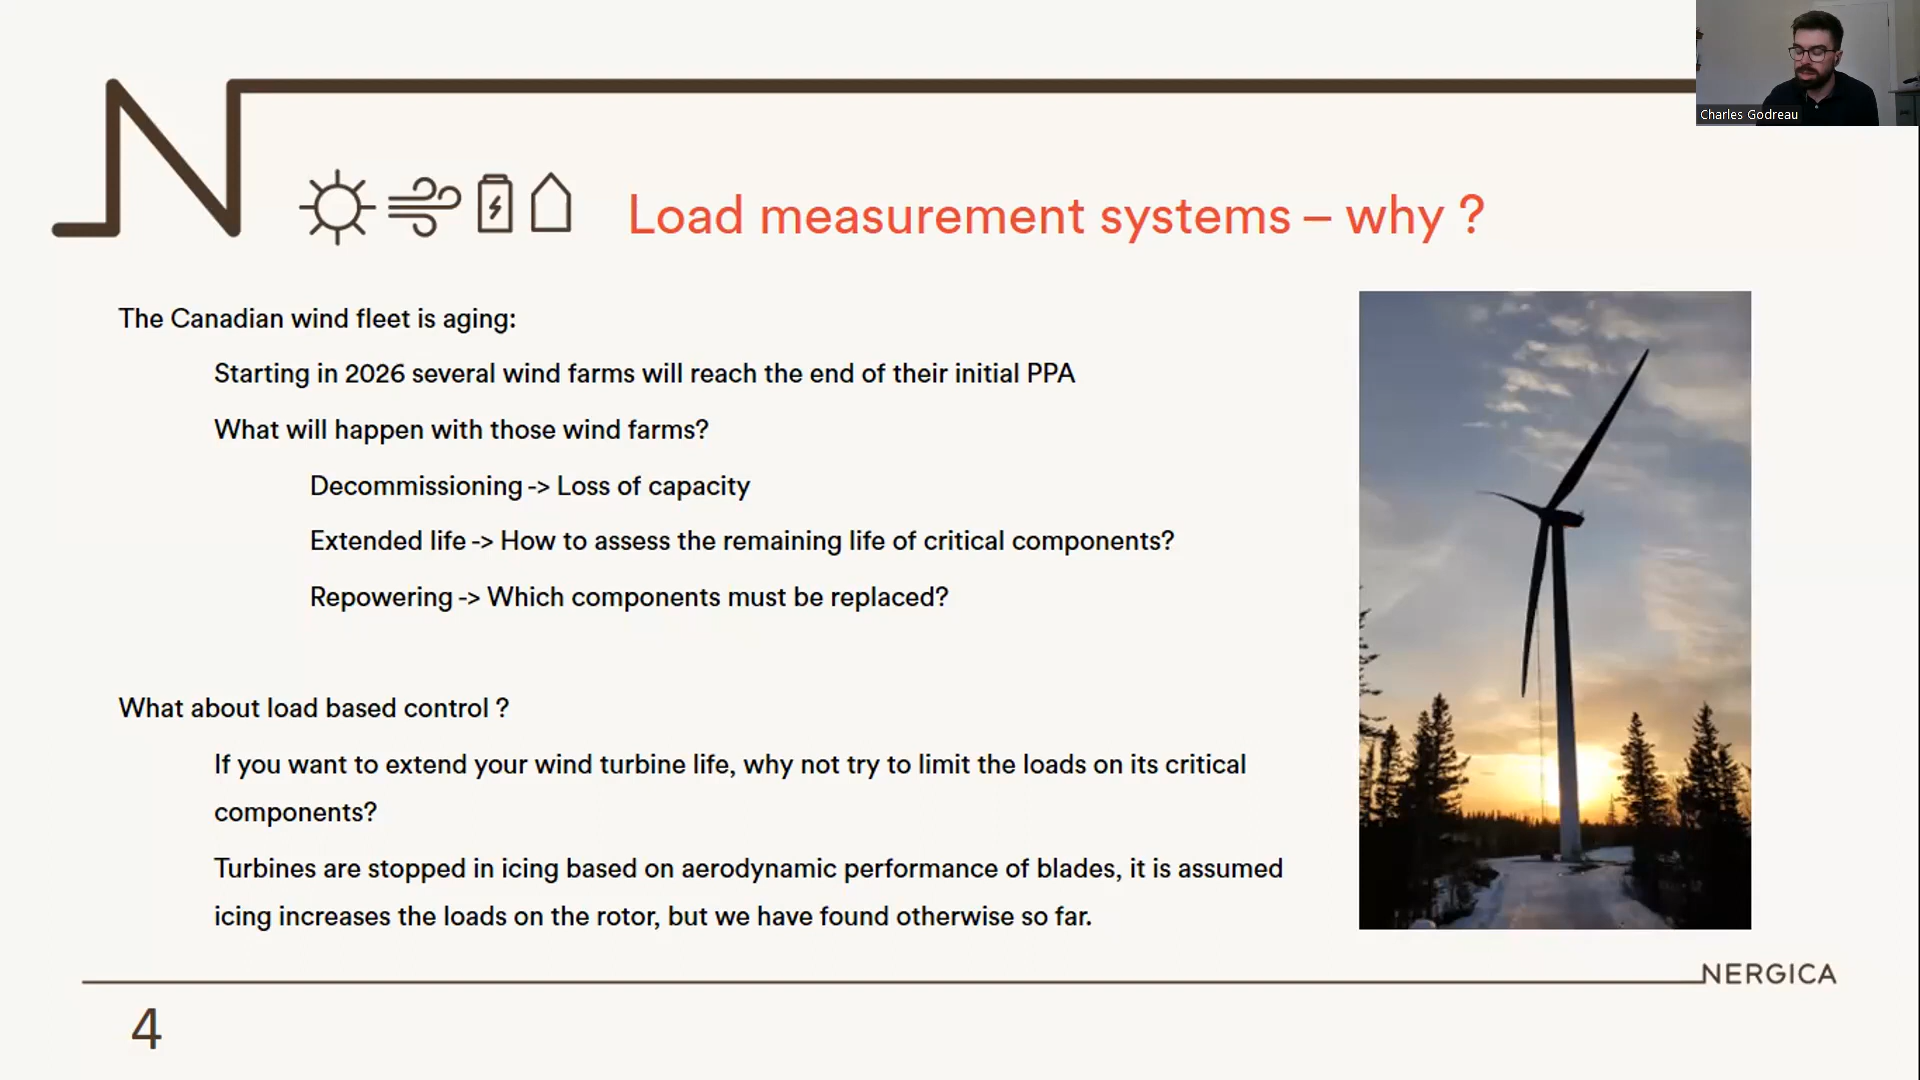 Charles Godreau
Load measurement systems – why ?
The Canadian wind fleet is aging:
Starting in 2026 several wind farms will reach the end of their initial PPA
What will happen with those wind farms?
Decommissioning -> Loss of capacity
Extended life -> How to assess the remaining life of critical components?
Repowering -> Which components must be replaced?
What about load based control ?
If you want to extend your wind turbine life, why not try to limit the loads on its critical
components?
Turbines are stopped in icing based on aerodynamic performance of blades, it is assumed
icing increases the loads on the rotor, but we have found otherwise so far.
NERGICA
4